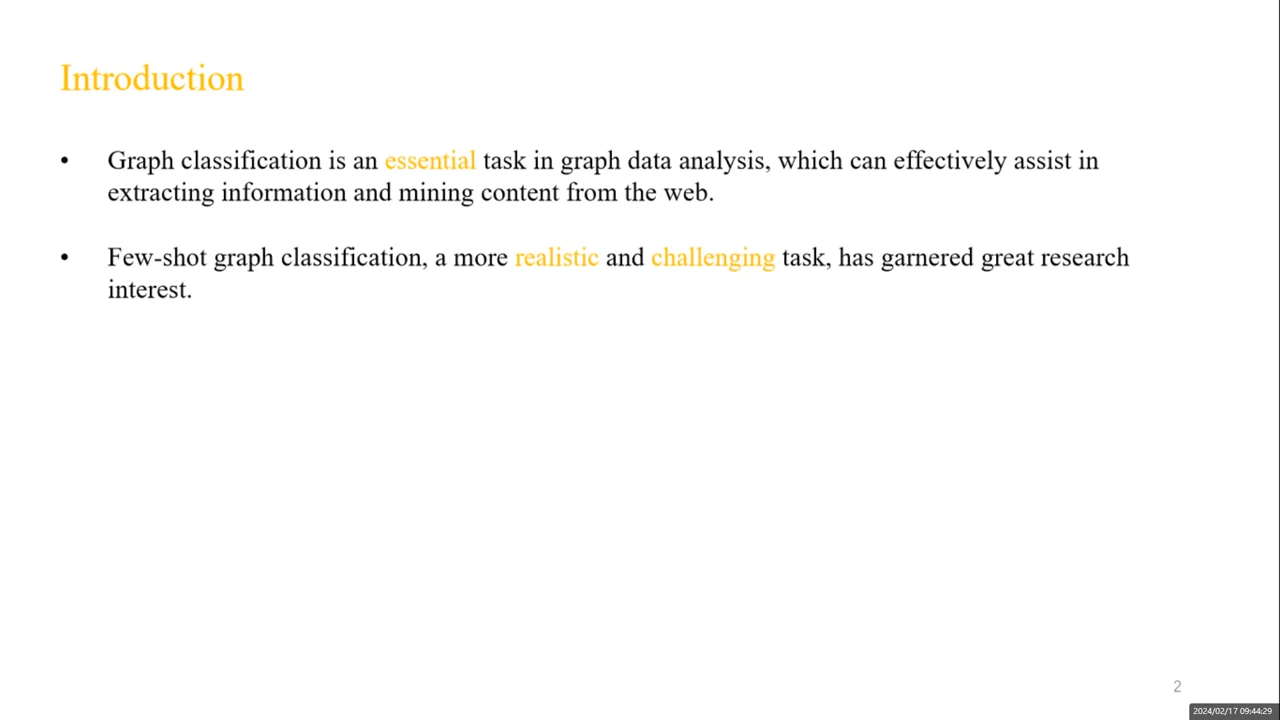 Introduction
• Graph classification is an essential task in graph data analysis, which can effectively assist in
extracting information and mining content from the web.
• Few-shot graph classification, a more realistic and challenging task, has garnered great research
interest.
2
2024/02/17 09:44:29